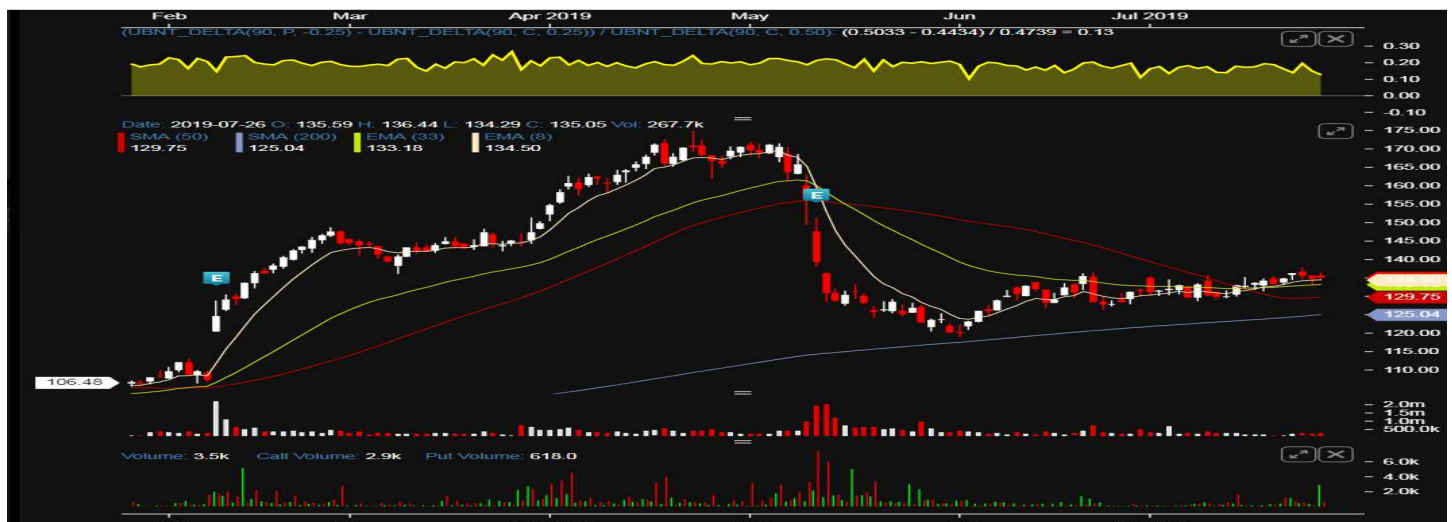 Feb Mar Apr 2019 May Jun Jul 2019
(UBNT_DELTA(90, P, -0.25) - UBNT_DELTA(90, C, 0.25)) / UBNT_DELTA(90, C, 0.50): (0.5033 - 0.4434) / 0.4739 = 0.13
0.30
0.20
0.10
0.00
-0.10
Date: 2019-07-26 O: 135.59 H: 136.44 L: 134.29 C: 135.05 Vol: 267.7k
SMA (50) SMA (200) EMA (33) EMA (8)
129.75 125.04 133.18 134.50
175.00
170.00
165.00
160.00
E
155.00
150.00
145.00
140.00
E
134.50
129.75
125.04
120.00
115.00
110.00
106.48
2.0m
1.5m
1.0m
500.0k
Volume: 3.5k Call Volume: 2.9k Put Volume: 618.0
6.0k
4.0k
2.0k